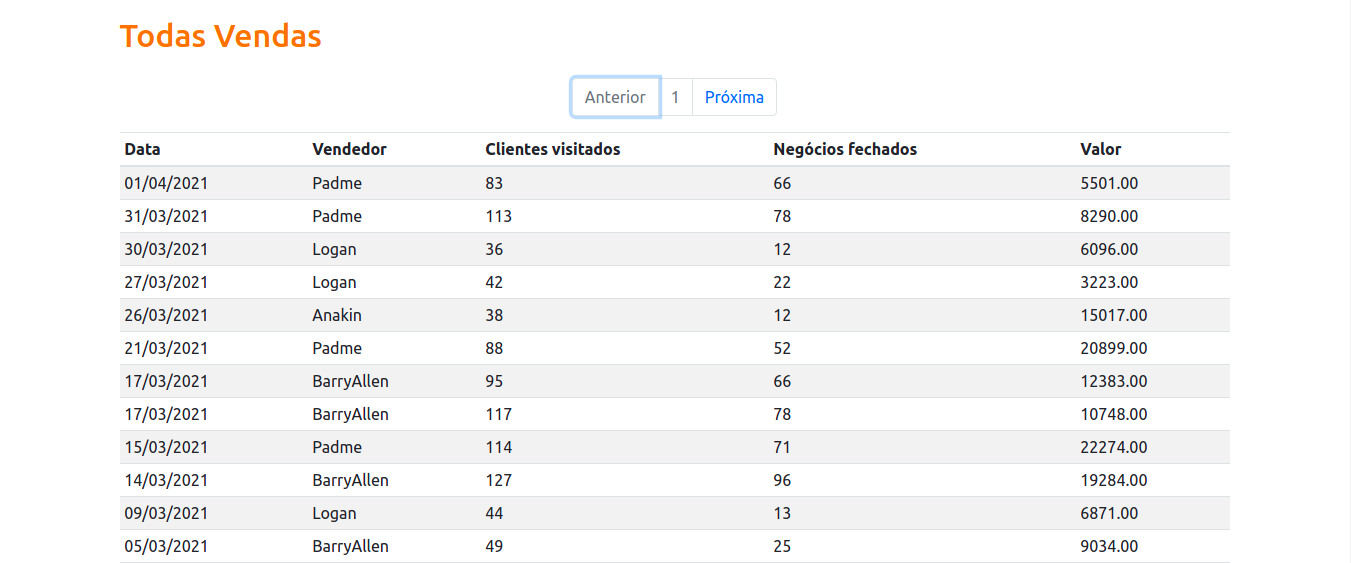 Todas Vendas
Anterior 1 Próxima
Data Vendedor Clientes visitados Negócios fechados Valor
01/04/2021 Padme 83 66 5501.00
31/03/2021 Padme 113 78 8290.00
30/03/2021 Logan 36 12 6096.00
27/03/2021 Logan 42 22 3223.00
26/03/2021 Anakin 38 12 15017.00
21/03/2021 Padme 88 52 20899.00
17/03/2021 BarryAllen 95 66 12383.00
17/03/2021 BarryAllen 117 78 10748.00
15/03/2021 Padme 114 71 22274.00
14/03/2021 BarryAllen 127 96 19284.00
09/03/2021 Logan 44 13 6871.00
05/03/2021 BarryAllen 49 25 9034.00